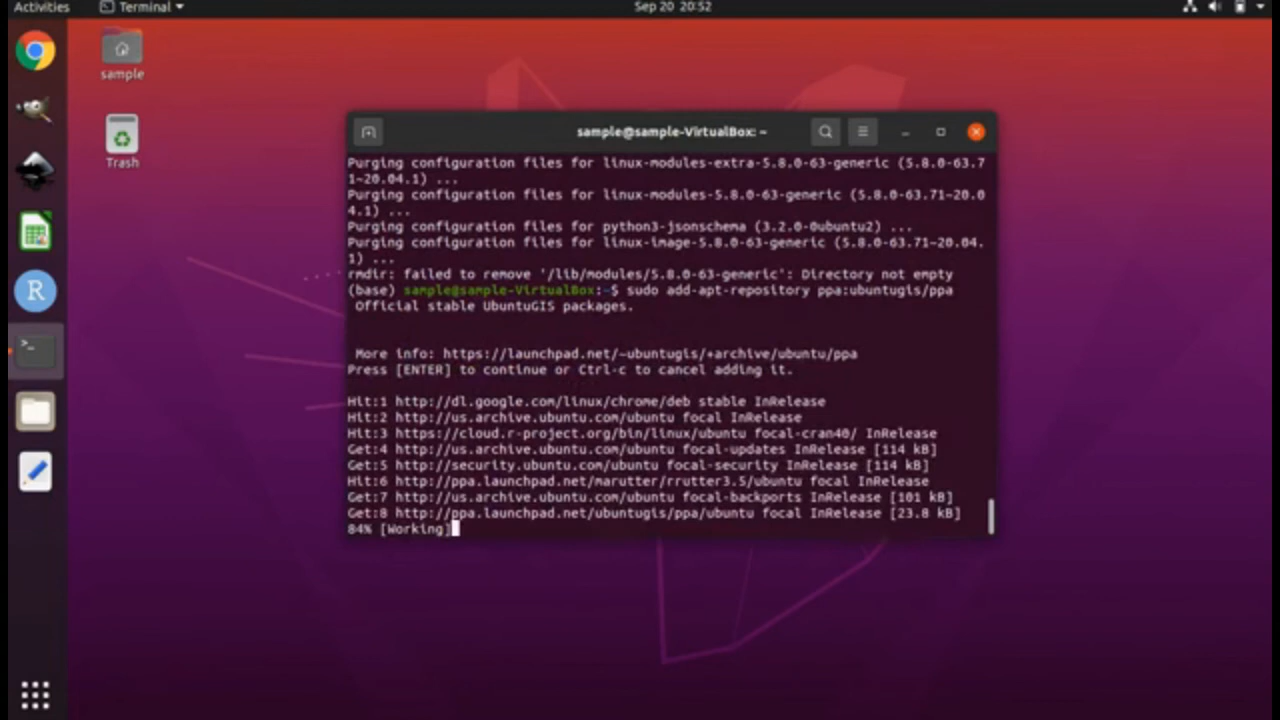 Activities Terminal Sep 20 20:52
sample
Trash
sample@sample-VirtualBox: ~
Purging configuration files for linux-modules-extra-5.8.0-63-generic (5.8.0-63.7
1~20.04.1) ...
Purging configuration files for linux-modules-5.8.0-63-generic (5.8.0-63.71~20.0
4.1) ...
Purging configuration files for python3-jsonschema (3.2.0-0ubuntu2) ...
Purging configuration files for linux-image-5.8.0-63-generic (5.8.0-63.71~20.04.
1) ...
rmdir: failed to remove '/lib/modules/5.8.0-63-generic': Directory not empty
(base) sample@sample-VirtualBox:~$ sudo add-apt-repository ppa:ubuntugis/ppa
Official stable UbuntuGIS packages.
More info: https://launchpad.net/~ubuntugis/+archive/ubuntu/ppa
Press [ENTER] to continue or Ctrl-c to cancel adding it.
Hit:1 http://dl.google.com/linux/chrome/deb stable InRelease
Hit:2 http://us.archive.ubuntu.com/ubuntu focal InRelease
Hit:3 https://cloud.r-project.org/bin/linux/ubuntu focal-cran40/ InRelease
Get:4 http://us.archive.ubuntu.com/ubuntu focal-updates InRelease [114 kB]
Get:5 http://security.ubuntu.com/ubuntu focal-security InRelease [114 kB]
Hit:6 http://ppa.launchpad.net/marutter/rrutter3.5/ubuntu focal InRelease
Get:7 http://us.archive.ubuntu.com/ubuntu focal-backports InRelease [101 kB]
Get:8 http://ppa.launchpad.net/ubuntugis/ppa/ubuntu focal InRelease [23.8 kB]
84% [Working]
R
>_